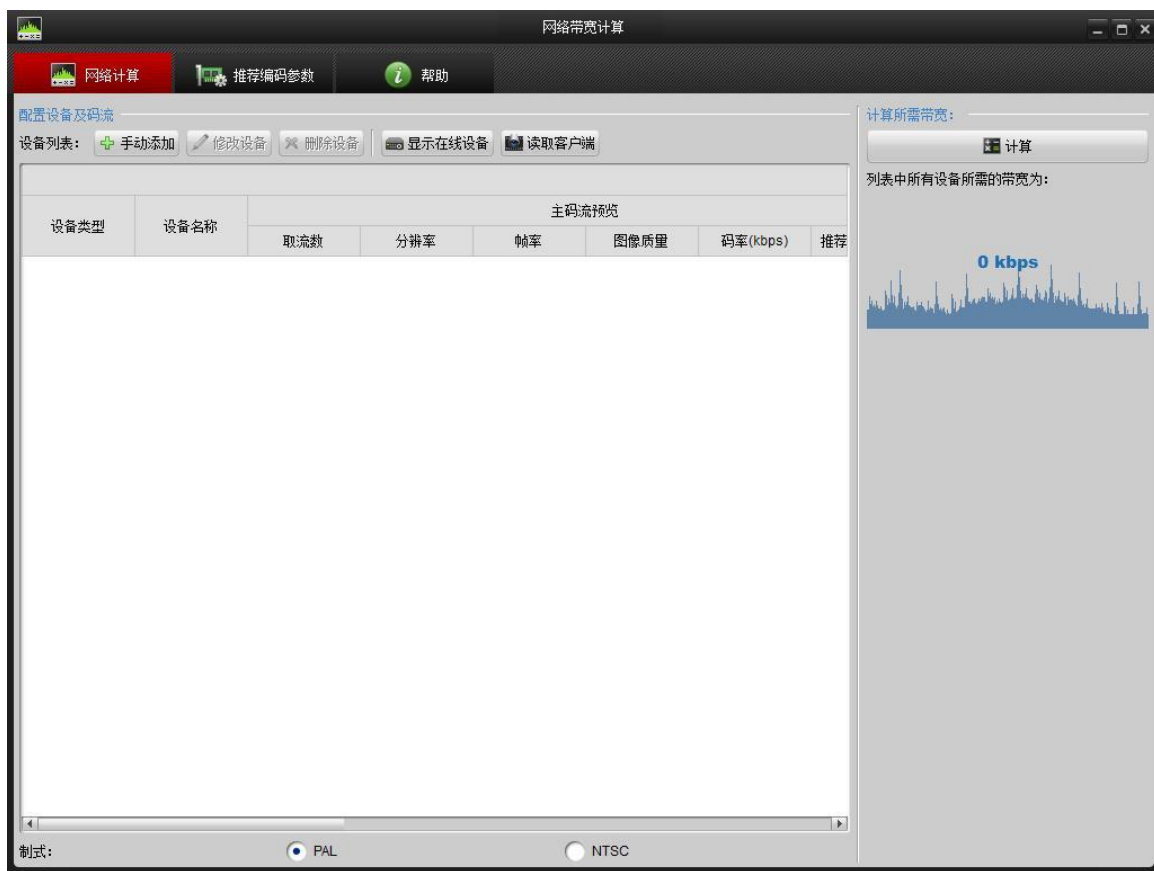 网络带宽计算
网络计算 推荐编码参数 帮助
配置设备及码流
设备列表： 手动添加 修改设备 删除设备 显示在线设备 读取客户端
设备类型 设备名称 主码流预览
取流数 分辨率 帧率 图像质量 码率(kbps) 推荐
制式： PAL NTSC
计算所需带宽：
计算
列表中所有设备所需的带宽为：
0 kbps